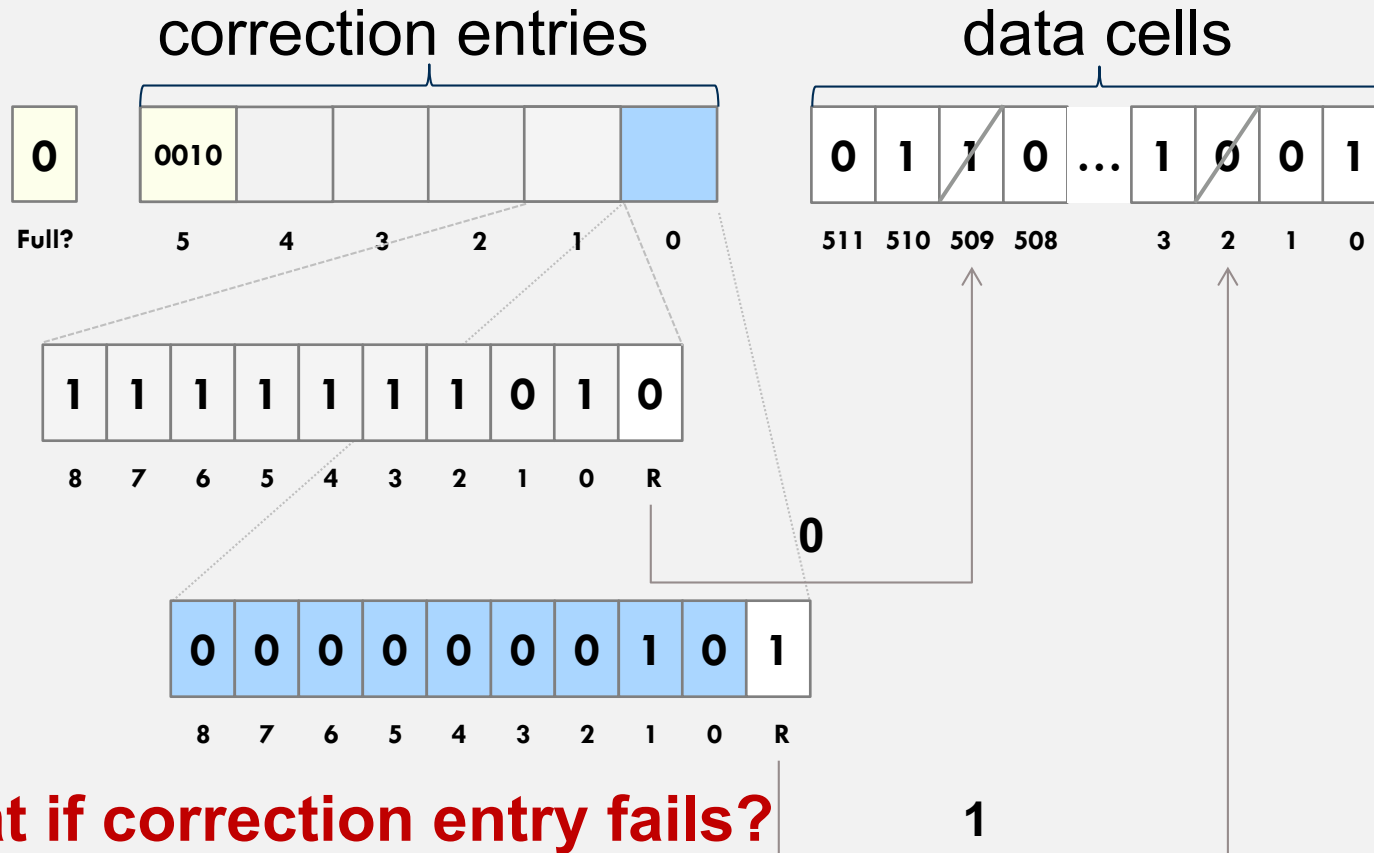 correction entries data cells
0 0010 0 1 1 0 ... 1 0 0 1
Full? 5 4 3 2 1 0 511 510 509 508 3 2 1 0
1 1 1 1 1 1 1 0 1 0
8 7 6 5 4 3 2 1 0 R
0
0 0 0 0 0 0 0 1 0 1
8 7 6 5 4 3 2 1 0 R
at if correction entry fails? 1